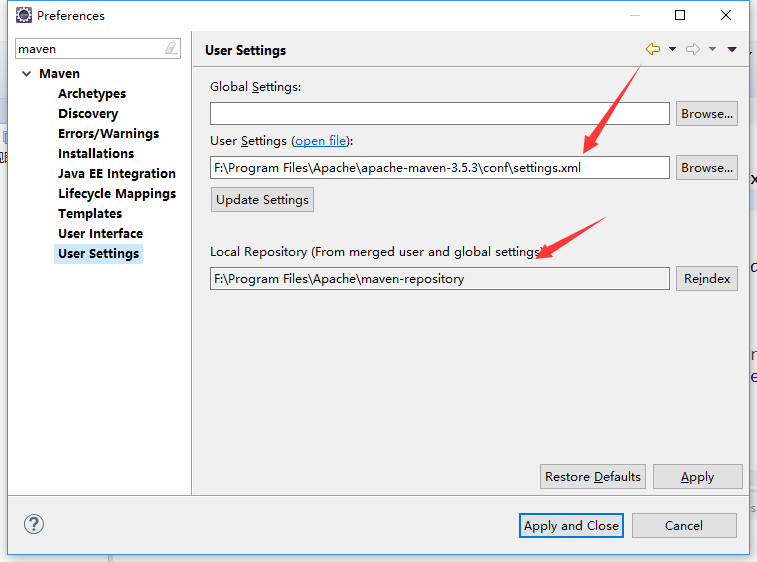 Preferences
maven
Maven
Archetypes
Discovery
Errors/Warnings
Installations
Java EE Integration
Lifecycle Mappings
Templates
User Interface
User Settings
User Settings
Global Settings:
Browse...
User Settings (open file):
F:\Program Files\Apache\apache-maven-3.5.3\conf\settings.xml
Browse...
Update Settings
Local Repository (From merged user and global settings)
F:\Program Files\Apache\maven-repository
Reindex
Restore Defaults
Apply
Apply and Close
Cancel